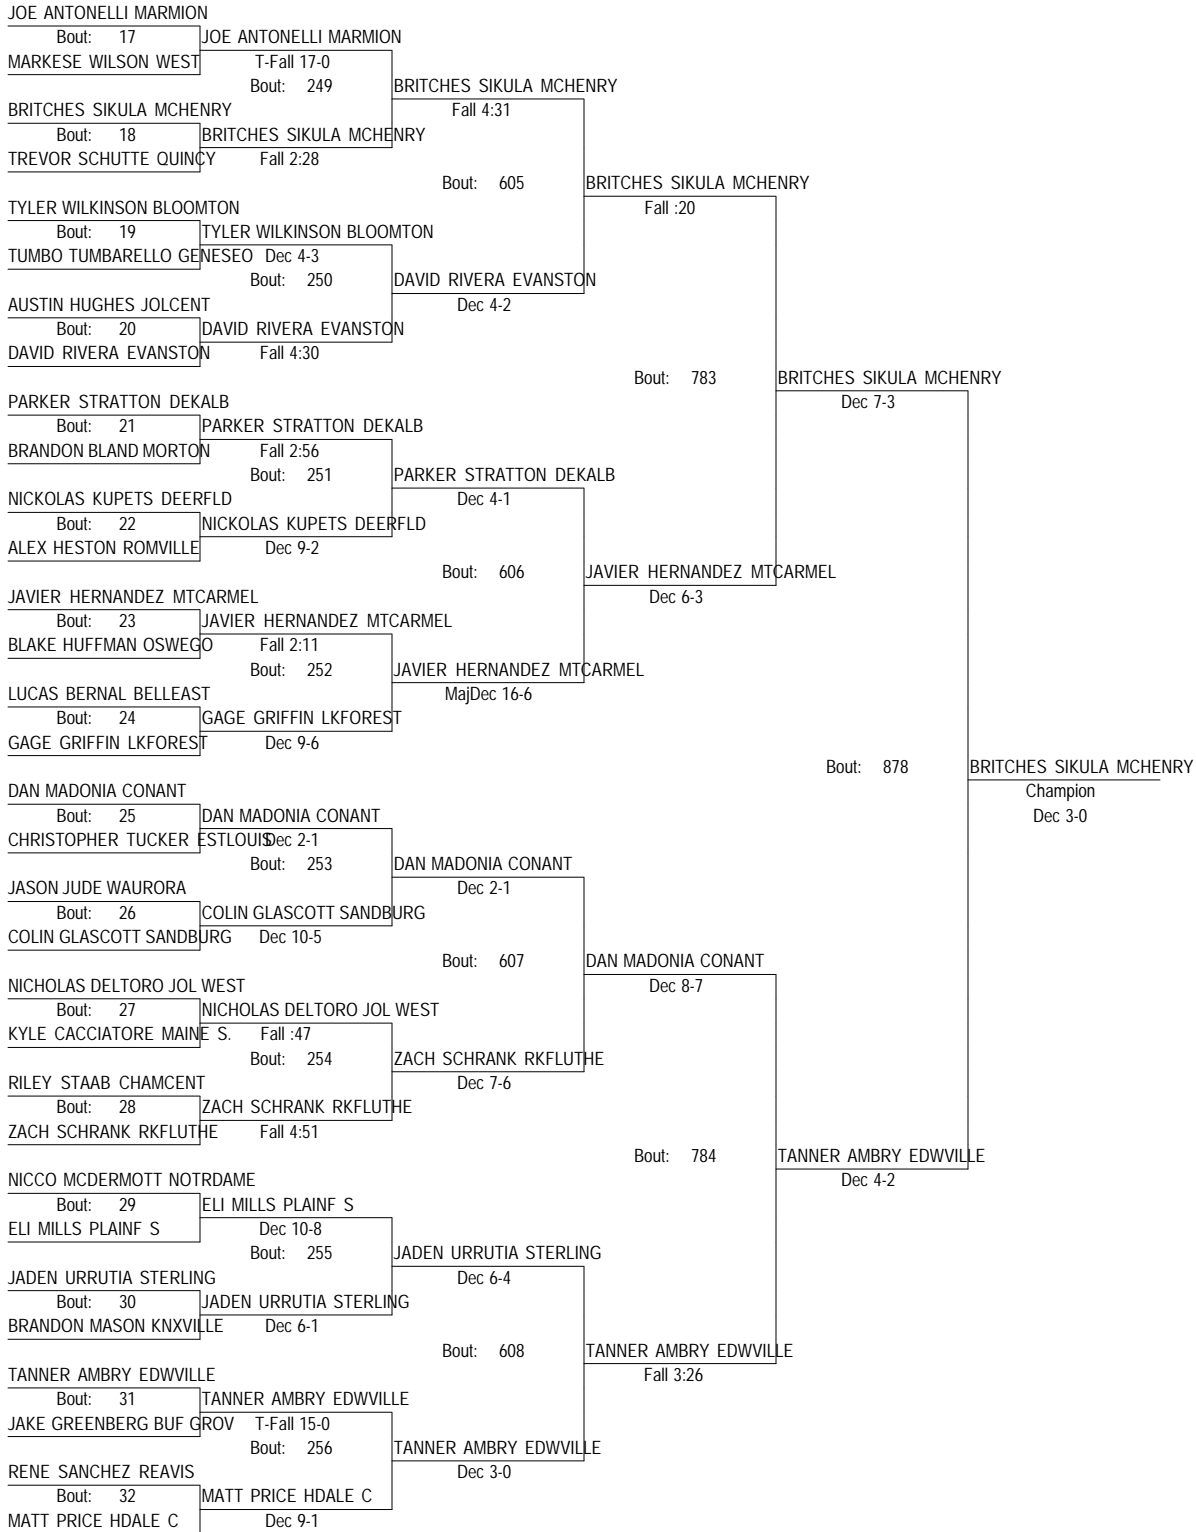 JOE ANTONELLI MARMION
Bout: 17 JOE ANTONELLI MARMION
MARKESE WILSON WEST T-Fall 17-0
Bout: 249 BRITCHES SIKULA MCHENRY
BRITCHES SIKULA MCHENRY Fall 4:31
Bout: 18 BRITCHES SIKULA MCHENRY
TREVOR SCHUTTE QUINCY Fall 2:28
Bout: 605 BRITCHES SIKULA MCHENRY
TYLER WILKINSON BLOOMTON Fall :20
Bout: 19 TYLER WILKINSON BLOOMTON
TUMBO TUMBARELLO GENESEO Dec 4-3
Bout: 250 DAVID RIVERA EVANSTON
AUSTIN HUGHES JOLCENT Dec 4-2
Bout: 20 DAVID RIVERA EVANSTON
DAVID RIVERA EVANSTON Fall 4:30
Bout: 783 BRITCHES SIKULA MCHENRY
PARKER STRATTON DEKALB Dec 7-3
Bout: 21 PARKER STRATTON DEKALB
BRANDON BLAND MORTON Fall 2:56
Bout: 251 PARKER STRATTON DEKALB
NICKOLAS KUPETS DEERFLD Dec 4-1
Bout: 22 NICKOLAS KUPETS DEERFLD
ALEX HESTON ROMVILLE Dec 9-2
Bout: 606 JAVIER HERNANDEZ MTCARMEL
JAVIER HERNANDEZ MTCARMEL Dec 6-3
Bout: 23 JAVIER HERNANDEZ MTCARMEL
BLAKE HUFFMAN OSWEGO Fall 2:11
Bout: 252 JAVIER HERNANDEZ MTCARMEL
LUCAS BERNAL BELLEAST MajDec 16-6
Bout: 24 GAGE GRIFFIN LKFOREST
GAGE GRIFFIN LKFOREST Dec 9-6
Bout: 878 BRITCHES SIKULA MCHENRY
DAN MADONIA CONANT Champion
Bout: 25 DAN MADONIA CONANT Dec 3-0
CHRISTOPHER TUCKER ESTLOUIS Dec 2-1
Bout: 253 DAN MADONIA CONANT
JASON JUDE WAURORA Dec 2-1
Bout: 26 COLIN GLASCOTT SANDBURG
COLIN GLASCOTT SANDBURG Dec 10-5
Bout: 607 DAN MADONIA CONANT
NICHOLAS DELTORO JOL WEST Dec 8-7
Bout: 27 NICHOLAS DELTORO JOL WEST
KYLE CACCIATORE MAINE S. Fall :47
Bout: 254 ZACH SCHRANK RKFLUTHE
RILEY STAAB CHAMCENT Dec 7-6
Bout: 28 ZACH SCHRANK RKFLUTHE
ZACH SCHRANK RKFLUTHE Fall 4:51
Bout: 784 TANNER AMBRY EDWVILLE
NICCO MCDERMOTT NOTRDAME Dec 4-2
Bout: 29 ELI MILLS PLAINF S
ELI MILLS PLAINF S Dec 10-8
Bout: 255 JADEN URRUTIA STERLING
JADEN URRUTIA STERLING Dec 6-4
Bout: 30 JADEN URRUTIA STERLING
BRANDON MASON KNXVILLE Dec 6-1
Bout: 608 TANNER AMBRY EDWVILLE
TANNER AMBRY EDWVILLE Fall 3:26
Bout: 31 TANNER AMBRY EDWVILLE
JAKE GREENBERG BUF GROV T-Fall 15-0
Bout: 256 TANNER AMBRY EDWVILLE
RENE SANCHEZ REAVIS Dec 3-0
Bout: 32 MATT PRICE HDALE C
MATT PRICE HDALE C Dec 9-1